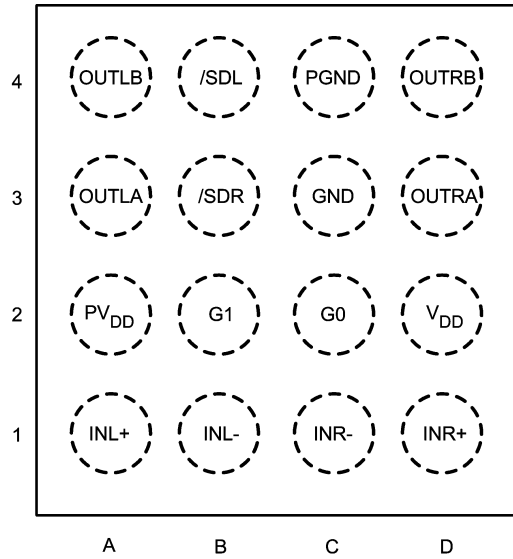 4 OUTLB /SDL PGND OUTRB
3 OUTLA /SDR GND OUTRA
2 PVDD G1 G0 VDD
1 INL+ INL- INR- INR+
A B C D